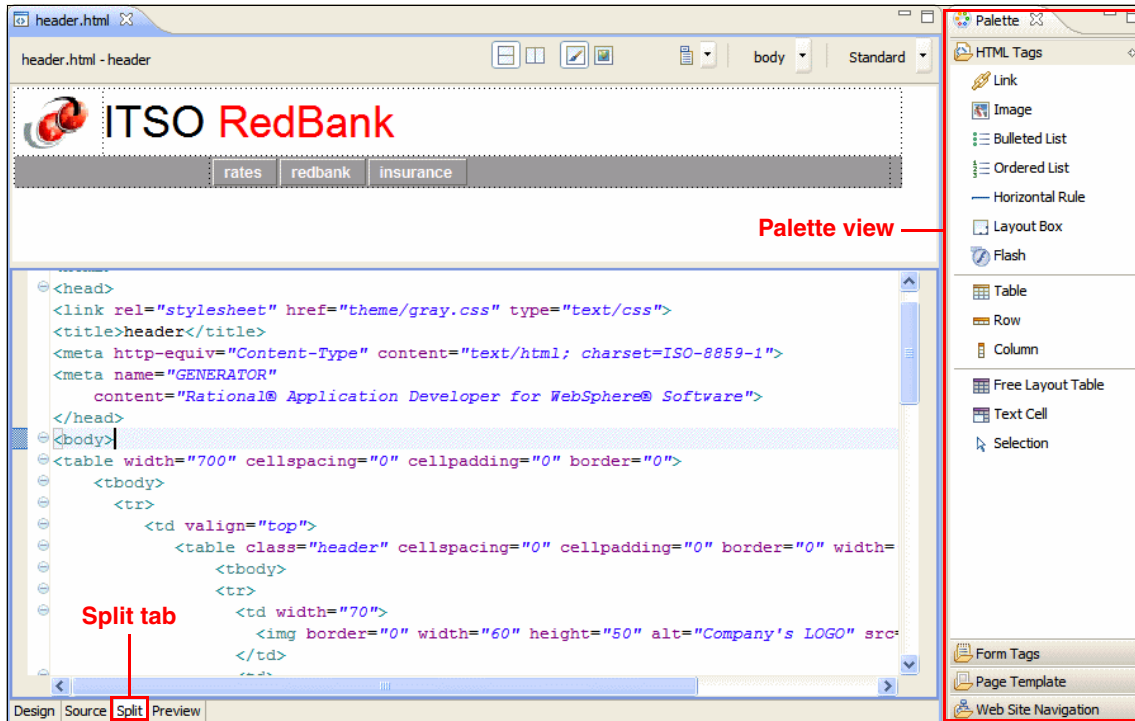 header.html
Palette
header.html - header
body
Standard
HTML Tags
Link
Image
Bulleted List
Ordered List
Horizontal Rule
Layout Box
Flash
Table
Row
Column
Free Layout Table
Text Cell
Selection
Form Tags
Page Template
Web Site Navigation
ITSO RedBank
rates redbank insurance
Palette view
<head>
<link rel="stylesheet" href="theme/gray.css" type="text/css">
<title>header</title>
<meta http-equiv="Content-Type" content="text/html; charset=ISO-8859-1">
<meta name="GENERATOR"
content="Rational® Application Developer for WebSphere® Software">
</head>
<body>
<table width="700" cellspacing="0" cellpadding="0" border="0">
<tbody>
<tr>
<td valign="top">
<table class="header" cellspacing="0" cellpadding="0" border="0" width=
<tbody>
<tr>
<td width="70">
<img border="0" width="60" height="50" alt="Company's LOGO" src=
</td>
Split tab
Design Source Split Preview